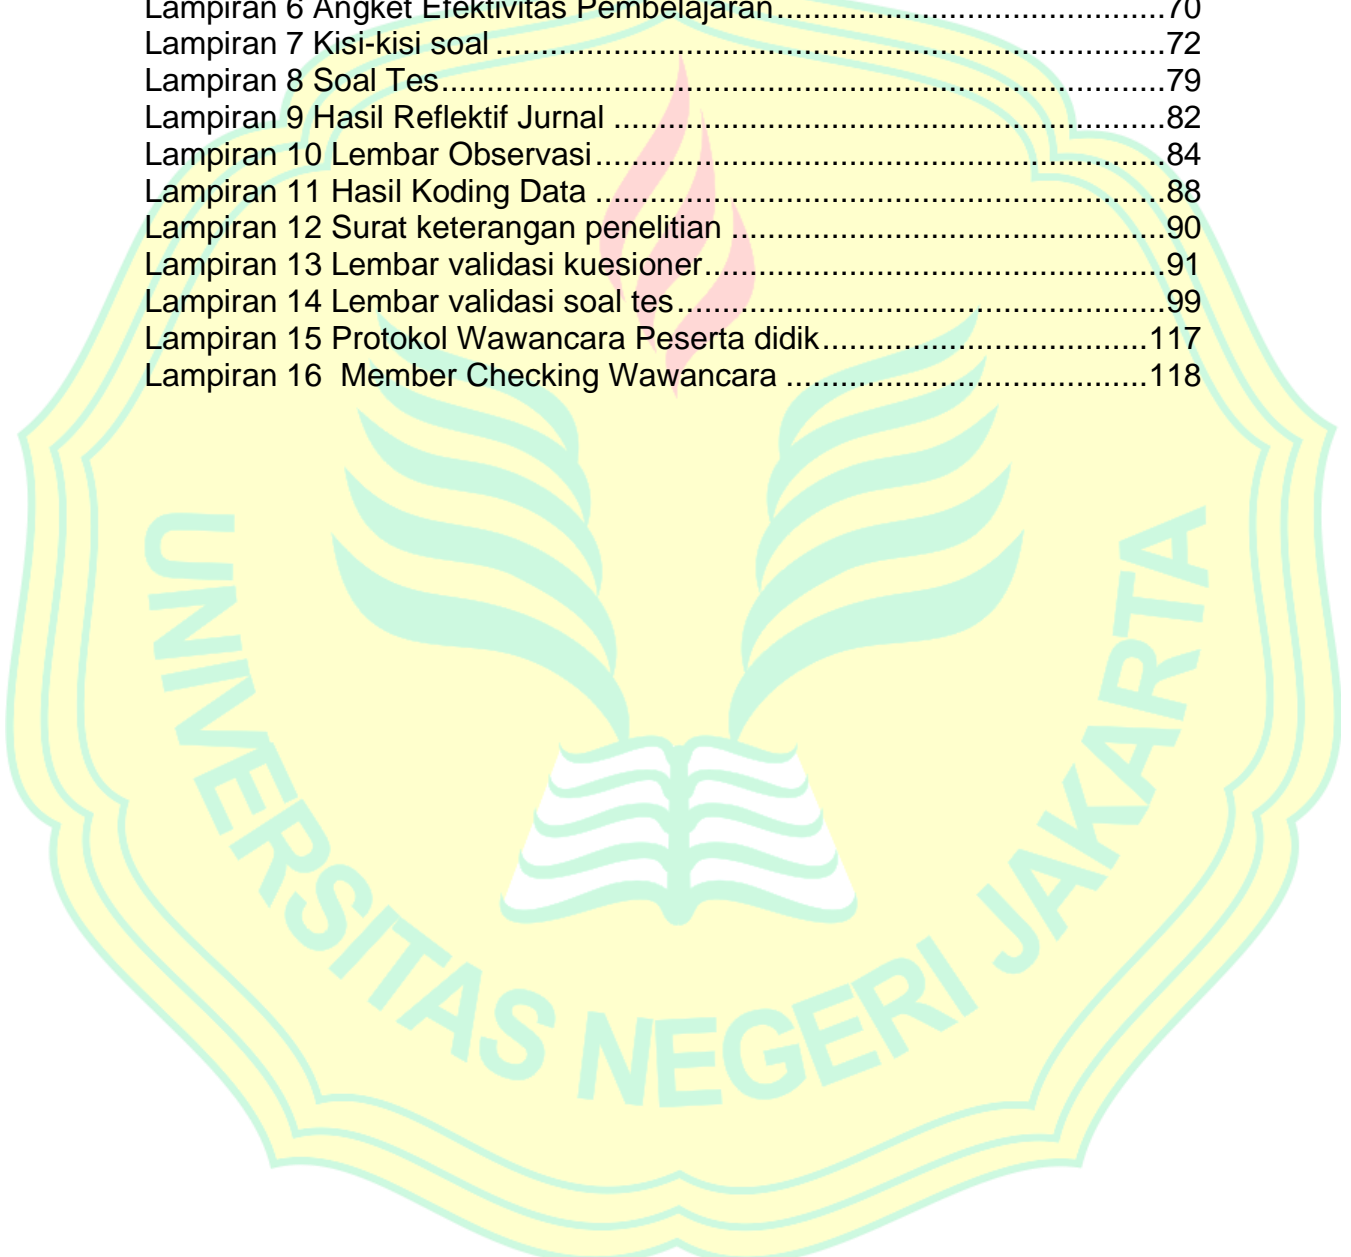 Lampiran 6 Angket Efektivitas Pembelajaran................................................70
Lampiran 7 Kisi-kisi soal ..................................................................................72
Lampiran 8 Soal Tes.........................................................................................79
Lampiran 9 Hasil Reflektif Jurnal ....................................................................82
Lampiran 10 Lembar Observasi......................................................................84
Lampiran 11 Hasil Koding Data ......................................................................88
Lampiran 12 Surat keterangan penelitian .....................................................90
Lampiran 13 Lembar validasi kuesioner........................................................91
Lampiran 14 Lembar validasi soal tes............................................................99
Lampiran 15 Protokol Wawancara Peserta didik........................................117
Lampiran 16  Member Checking Wawancara ............................................118
UNIVERSITAS NEGERI JAKARTA